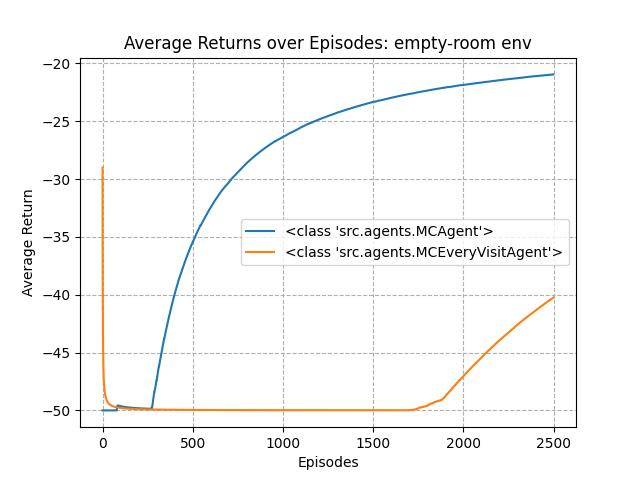 Average Returns over Episodes: empty-room env
−20
−25
−30
−35
−40
−45
−50
Average Return
<class 'src.agents.MCAgent'>
<class 'src.agents.MCEveryVisitAgent'>
0 500 1000 1500 2000 2500
Episodes